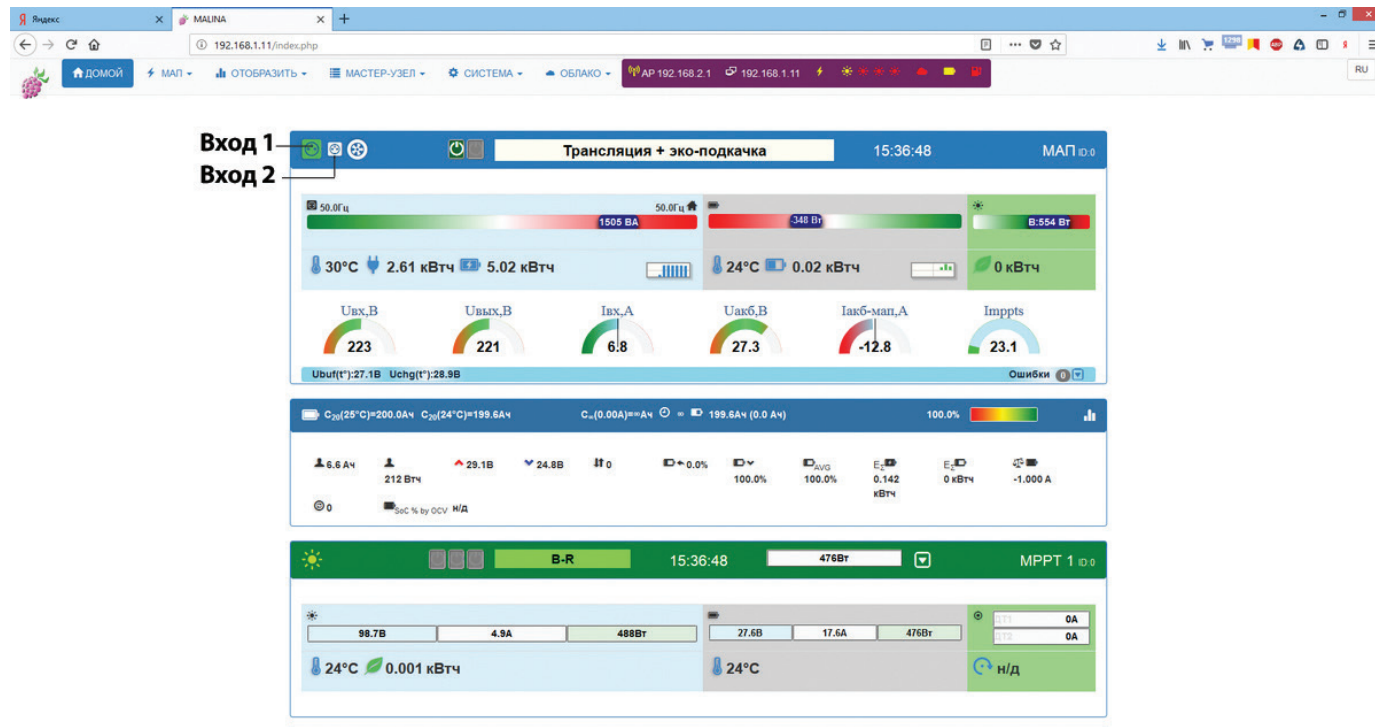 Яндекс
MALINA
192.168.1.11/index.php
1298
ABP
ДОМОЙ МАП ОТОБРАЗИТЬ МАСТЕР-УЗЕЛ СИСТЕМА ОБЛАКО AP 192.168.2.1 192.168.1.11 RU
Вход 1
Вход 2
Трансляция + эко-подкачка 15:36:48 МАП ID:0
50.0Гц 50.0Гц
1505 ВА -348 Вт В:554 Вт
30°C 2.61 кВтч 5.02 кВтч 24°C 0.02 кВтч 0 кВтч
Uвх,В Uвых,В Iвх,А Uакб,В Iакб-мап,А Imppts
223 221 6.8 27.3 -12.8 23.1
Ubuf(t°):27.1В Uchg(t°):28.9В Ошибки 0
C20(25°C)=200.0Ач C20(24°C)=199.6Ач C∞(0.00А)=∞Ач ∞ 199.6Ач (0.0 Ач) 100.0%
6.6 Ач 29.1В 24.8В 0 0.0% AVG EΣ EΣ
212 Втч 100.0% 100.0% 0.142 0 кВтч -1.000 А
кВтч
0 SoC % by OCV н/д
B-R 15:36:48 476Вт MPPT 1 ID:0
98.7В 4.9А 488Вт 27.6В 17.6А 476Вт ДТ1 0А
ДТ2 0А
24°C 0.001 кВтч 24°C н/д